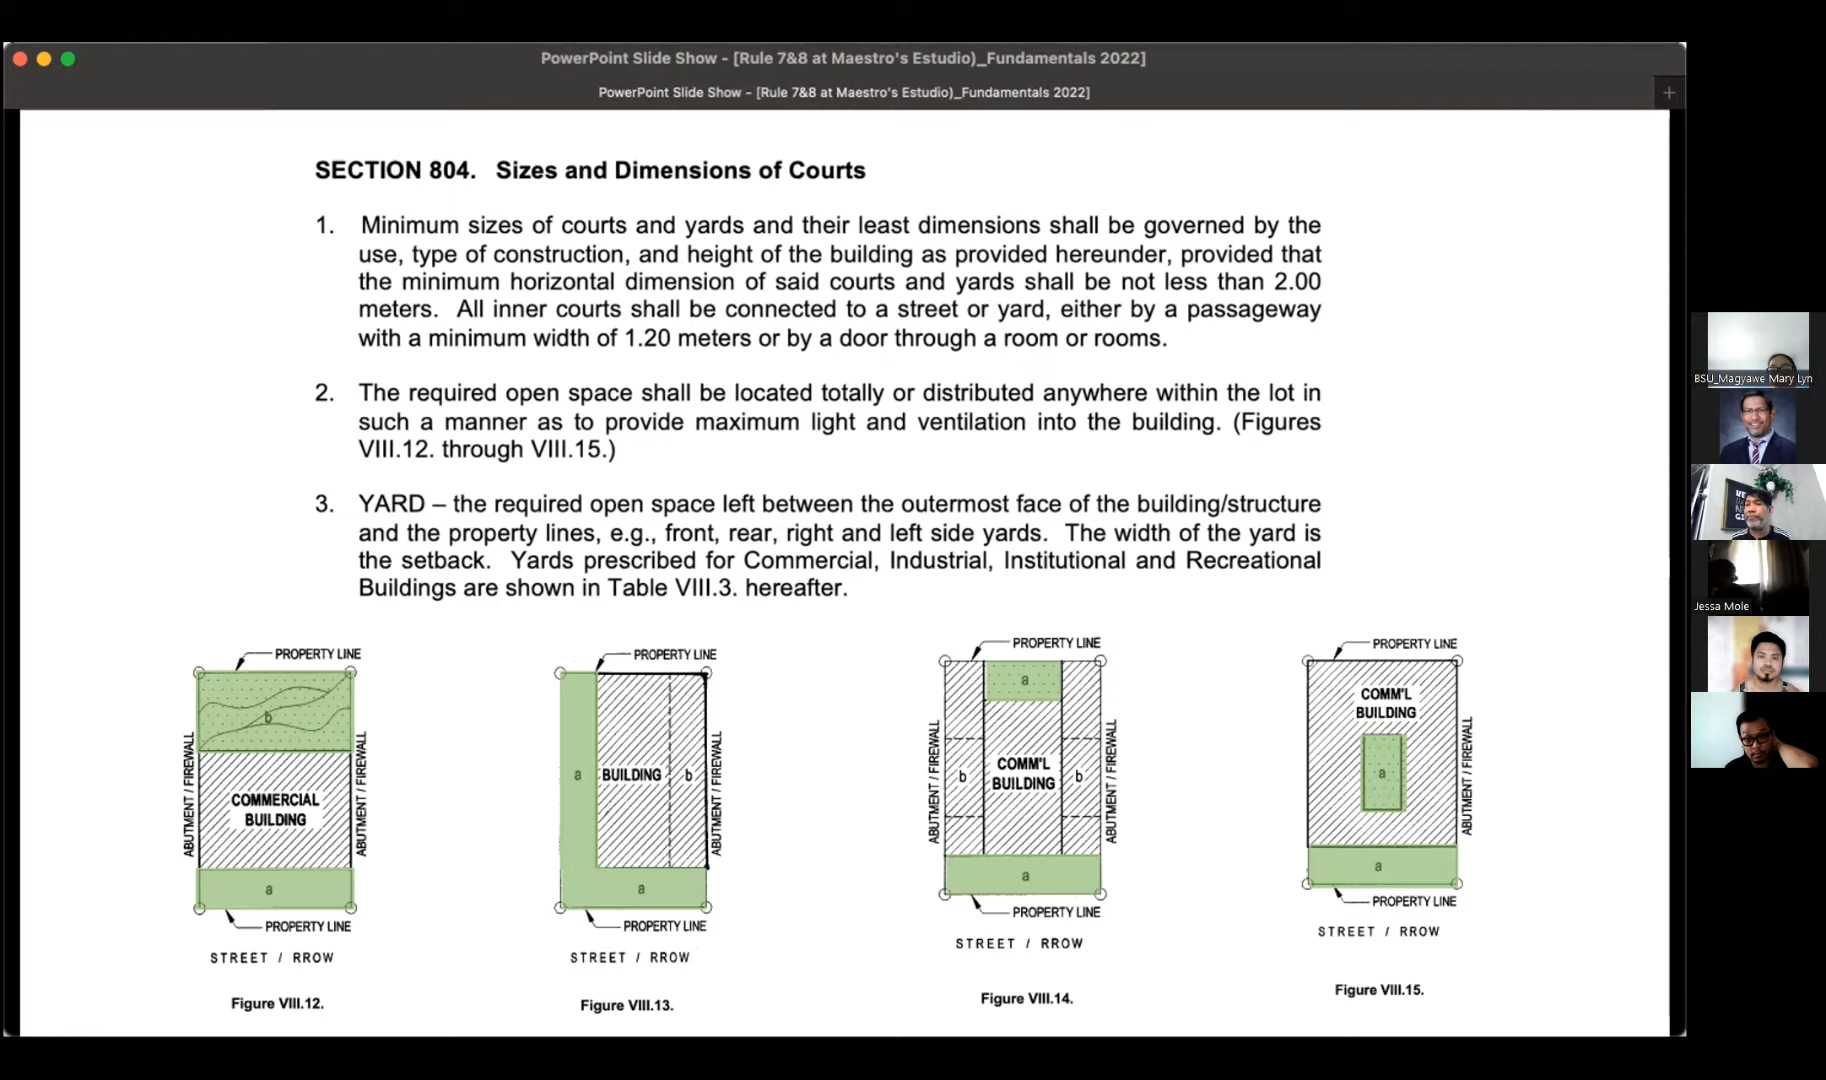 PowerPoint Slide Show - [Rule 7&8 at Maestro's Estudio)_Fundamentals 2022]
PowerPoint Slide Show - [Rule 7&8 at Maestro's Estudio)_Fundamentals 2022]
SECTION 804. Sizes and Dimensions of Courts
1. Minimum sizes of courts and yards and their least dimensions shall be governed by the
use, type of construction, and height of the building as provided hereunder, provided that
the minimum horizontal dimension of said courts and yards shall be not less than 2.00
meters. All inner courts shall be connected to a street or yard, either by a passageway
with a minimum width of 1.20 meters or by a door through a room or rooms.
2. The required open space shall be located totally or distributed anywhere within the lot in
such a manner as to provide maximum light and ventilation into the building. (Figures
VIII.12. through VIII.15.)
3. YARD – the required open space left between the outermost face of the building/structure
and the property lines, e.g., front, rear, right and left side yards. The width of the yard is
the setback. Yards prescribed for Commercial, Industrial, Institutional and Recreational
Buildings are shown in Table VIII.3. hereafter.
PROPERTY LINE
b
ABUTMENT / FIREWALL
COMMERCIAL
BUILDING
ABUTMENT / FIREWALL
a
PROPERTY LINE
STREET / RROW
Figure VIII.12.
PROPERTY LINE
a
BUILDING
b
ABUTMENT / FIREWALL
a
PROPERTY LINE
STREET / RROW
Figure VIII.13.
PROPERTY LINE
a
ABUTMENT / FIREWALL
b
COMM'L
BUILDING
b
ABUTMENT / FIREWALL
a
PROPERTY LINE
STREET / RROW
Figure VIII.14.
PROPERTY LINE
COMM'L
BUILDING
a
ABUTMENT / FIREWALL
a
PROPERTY LINE
STREET / RROW
Figure VIII.15.
BSU_Magyawe Mary Lyn
Jessa Mole